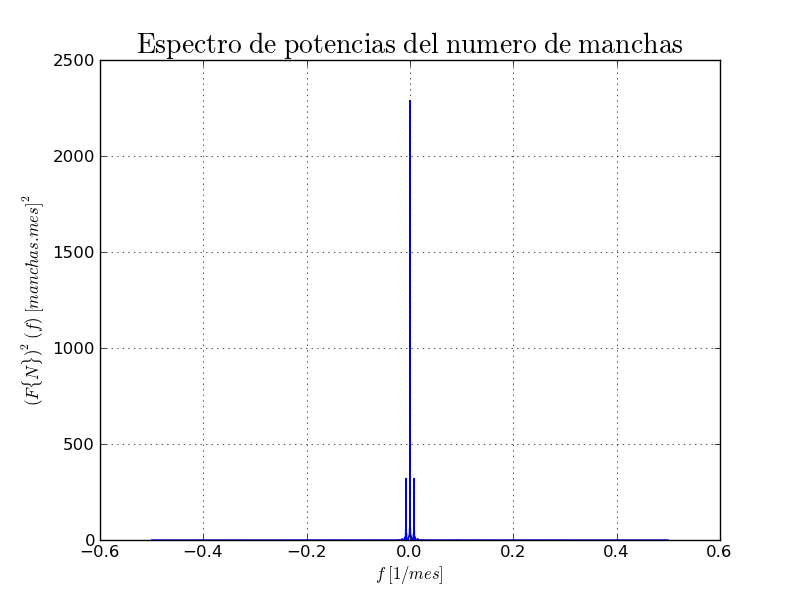 Espectro de potencias del numero de manchas
2500
2000
1500
1000
500
0
(F{N})² (f) [manchas.mes]²
−0.6 −0.4 −0.2 0.0 0.2 0.4 0.6
f [1/mes]